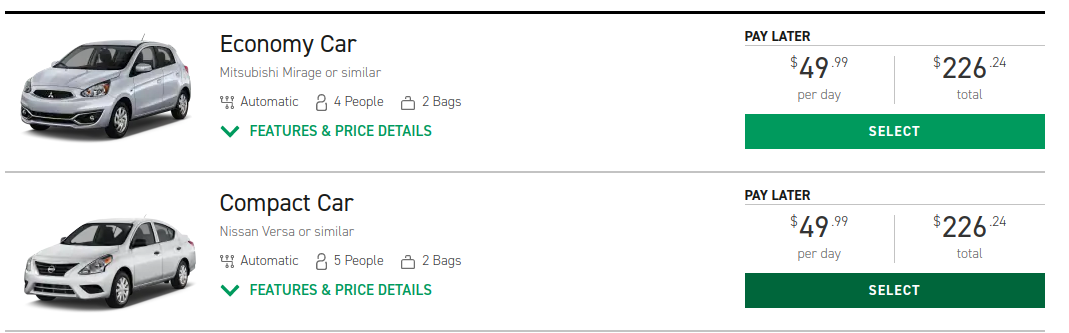 Economy Car
Mitsubishi Mirage or similar
Automatic 4 People 2 Bags
FEATURES & PRICE DETAILS
PAY LATER
$49.99 $226.24
per day total
SELECT
Compact Car
Nissan Versa or similar
Automatic 5 People 2 Bags
FEATURES & PRICE DETAILS
PAY LATER
$49.99 $226.24
per day total
SELECT